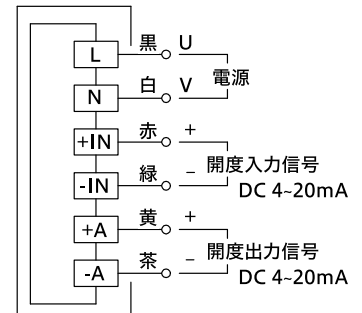 L 黒 U
電源
N 白 V
+IN 赤 +
開度入力信号
-IN 緑 −
DC 4~20mA
+A 黄 +
開度出力信号
-A 茶 −
DC 4~20mA